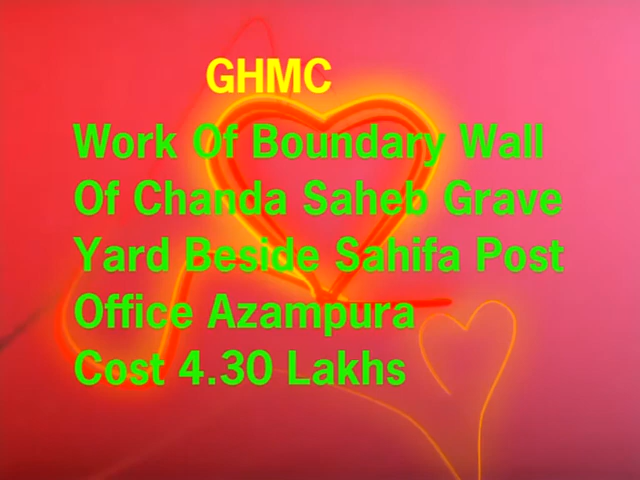 GHMC
Work Of Boundary Wall
Of Chanda Saheb Grave
Yard Beside Sahifa Post
Office Azampura
Cost 4.30 Lakhs